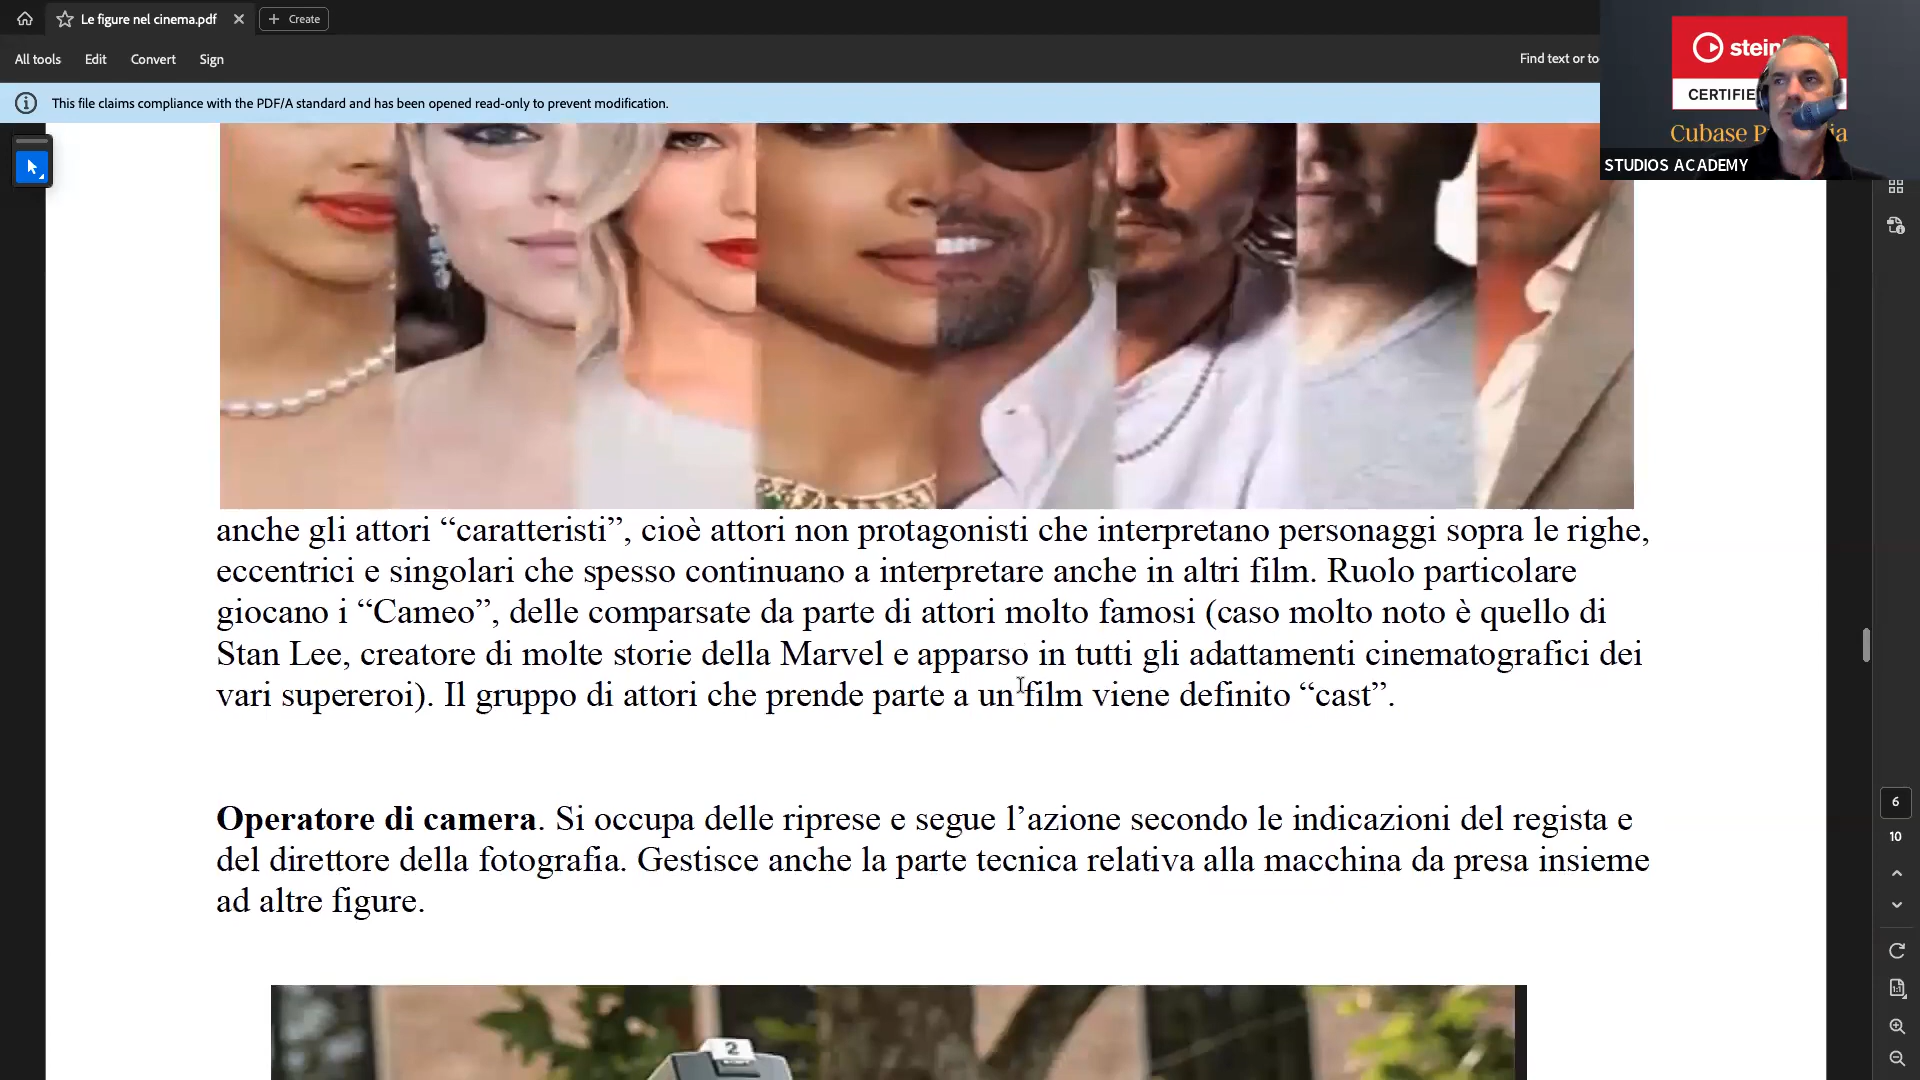 Le figure nel cinema.pdf
Create
All tools
Edit
Convert
Sign
Find text or to
This file claims compliance with the PDF/A standard and has been opened read-only to prevent modification.
CERTIFIE
Cubase P
STUDIOS ACADEMY
anche gli attori “caratteristi”, cioè attori non protagonisti che interpretano personaggi sopra le righe,
eccentrici e singolari che spesso continuano a interpretare anche in altri film. Ruolo particolare
giocano i “Cameo”, delle comparsate da parte di attori molto famosi (caso molto noto è quello di
Stan Lee, creatore di molte storie della Marvel e apparso in tutti gli adattamenti cinematografici dei
vari supereroi). Il gruppo di attori che prende parte a un film viene definito “cast”.
Operatore di camera. Si occupa delle riprese e segue l’azione secondo le indicazioni del regista e
del direttore della fotografia. Gestisce anche la parte tecnica relativa alla macchina da presa insieme
ad altre figure.
6
10
2